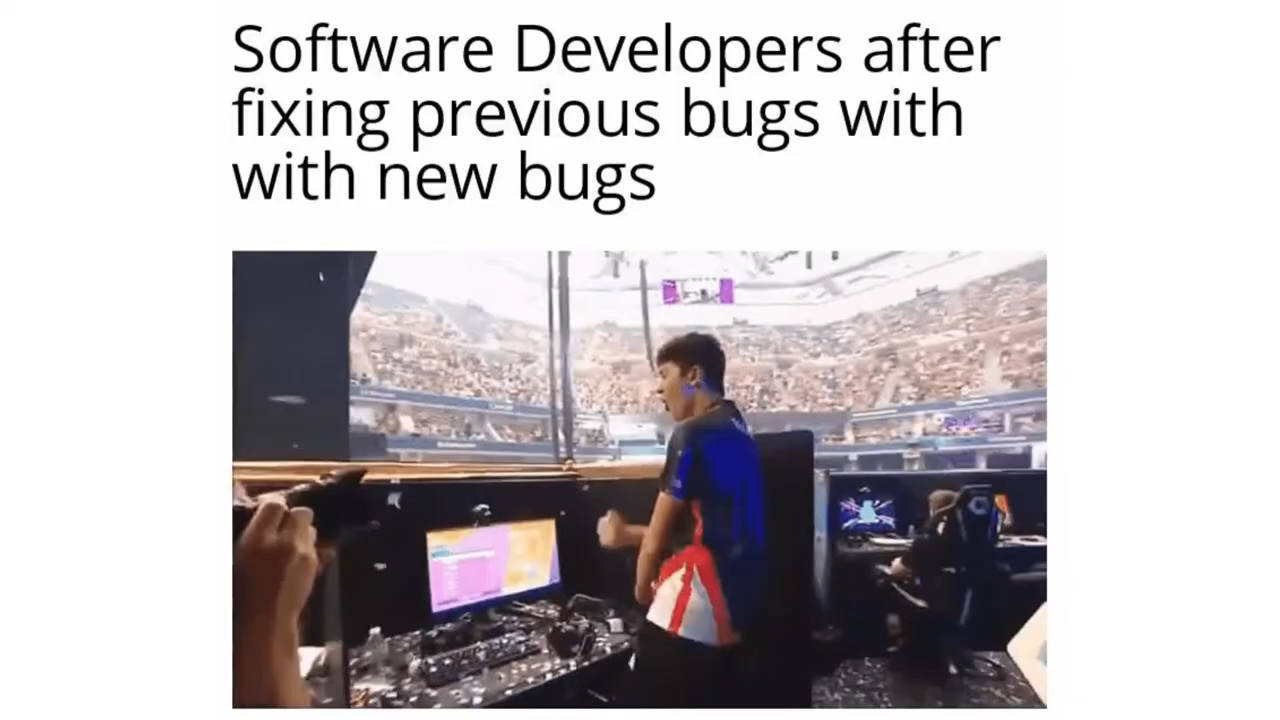 Software Developers after
fixing previous bugs with
with new bugs